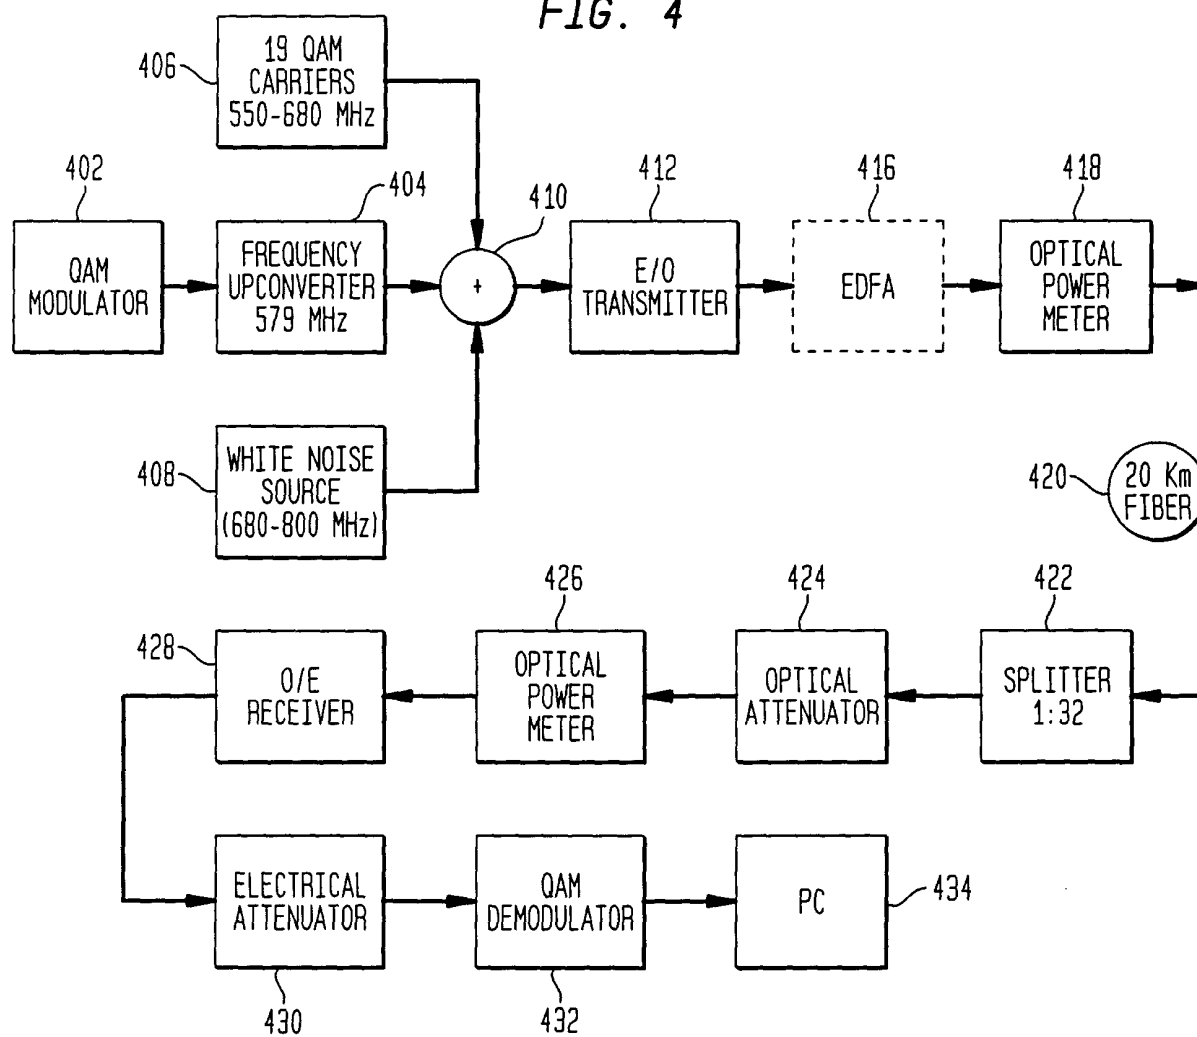 FIG. 4
406
19 QAM
CARRIERS
550-680 MHz
402
404
410
412
416
418
QAM
MODULATOR
FREQUENCY
UPCONVERTER
579 MHz
+
E/O
TRANSMITTER
EDFA
OPTICAL
POWER
METER
408
WHITE NOISE
SOURCE
(680-800 MHz)
420
20 Km
FIBER
426
424
422
428
O/E
RECEIVER
OPTICAL
POWER
METER
OPTICAL
ATTENUATOR
SPLITTER
1:32
ELECTRICAL
ATTENUATOR
QAM
DEMODULATOR
PC
434
430
432